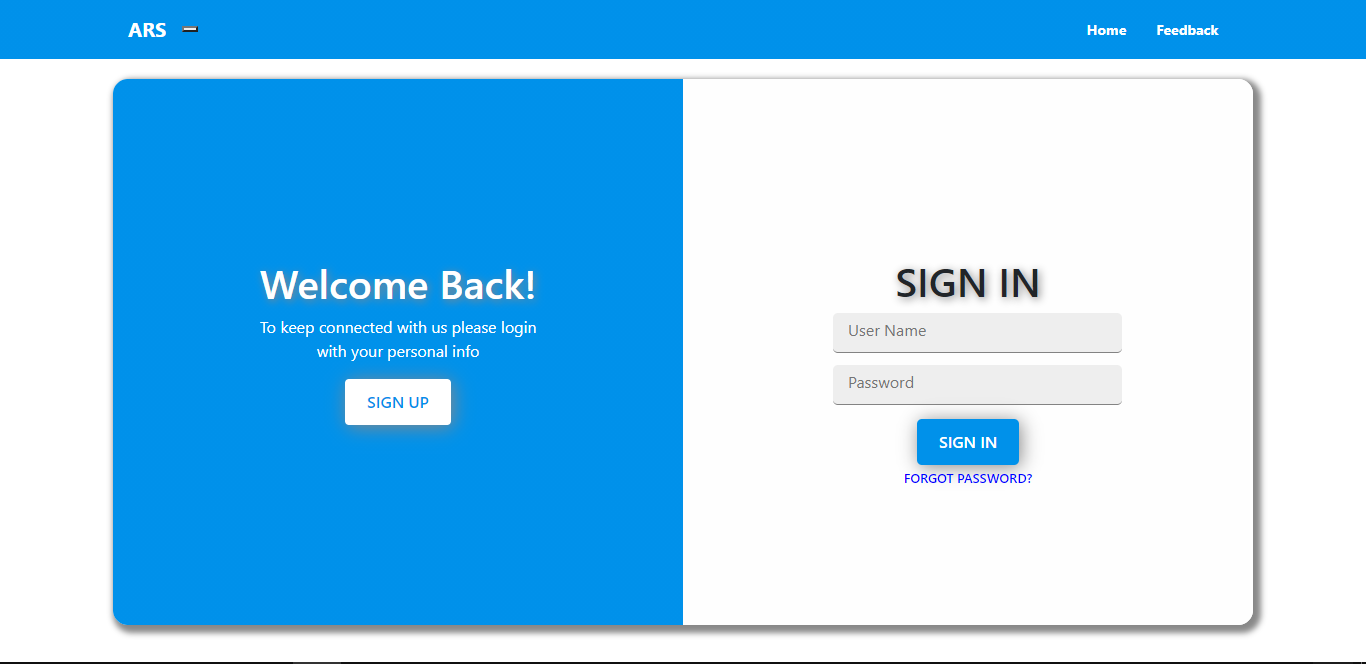 ARS
Home
Feedback
Welcome Back!
To keep connected with us please login
with your personal info
SIGN UP
SIGN IN
User Name
Password
SIGN IN
FORGOT PASSWORD?